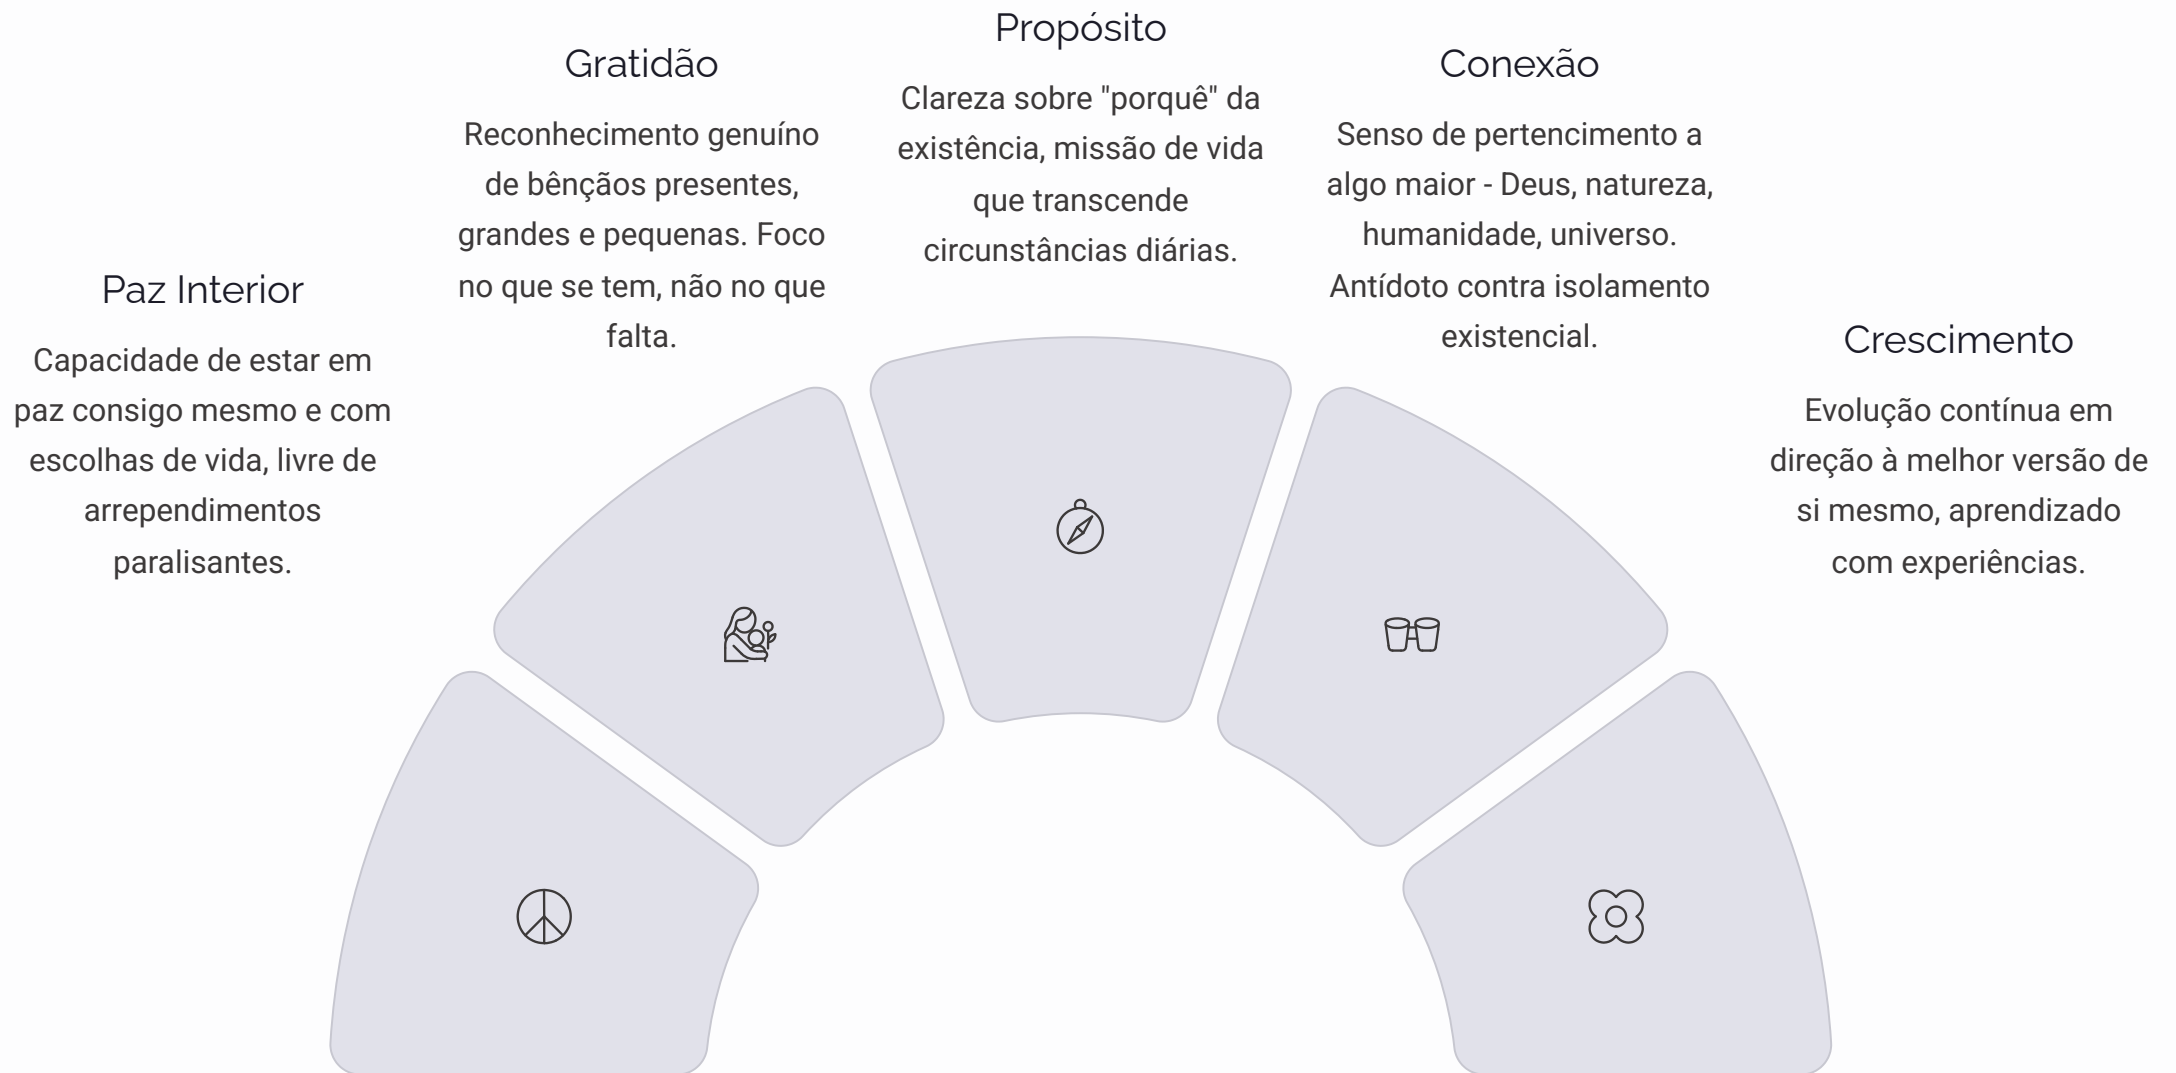 Paz Interior
Capacidade de estar em
paz consigo mesmo e com
escolhas de vida, livre de
arrependimentos
paralisantes.
Gratidão
Reconhecimento genuíno
de bênçãos presentes,
grandes e pequenas. Foco
no que se tem, não no que
falta.
Propósito
Clareza sobre "porquê" da
existência, missão de vida
que transcende
circunstâncias diárias.
Conexão
Senso de pertencimento a
algo maior - Deus, natureza,
humanidade, universo.
Antídoto contra isolamento
existencial.
Crescimento
Evolução contínua em
direção à melhor versão de
si mesmo, aprendizado
com experiências.